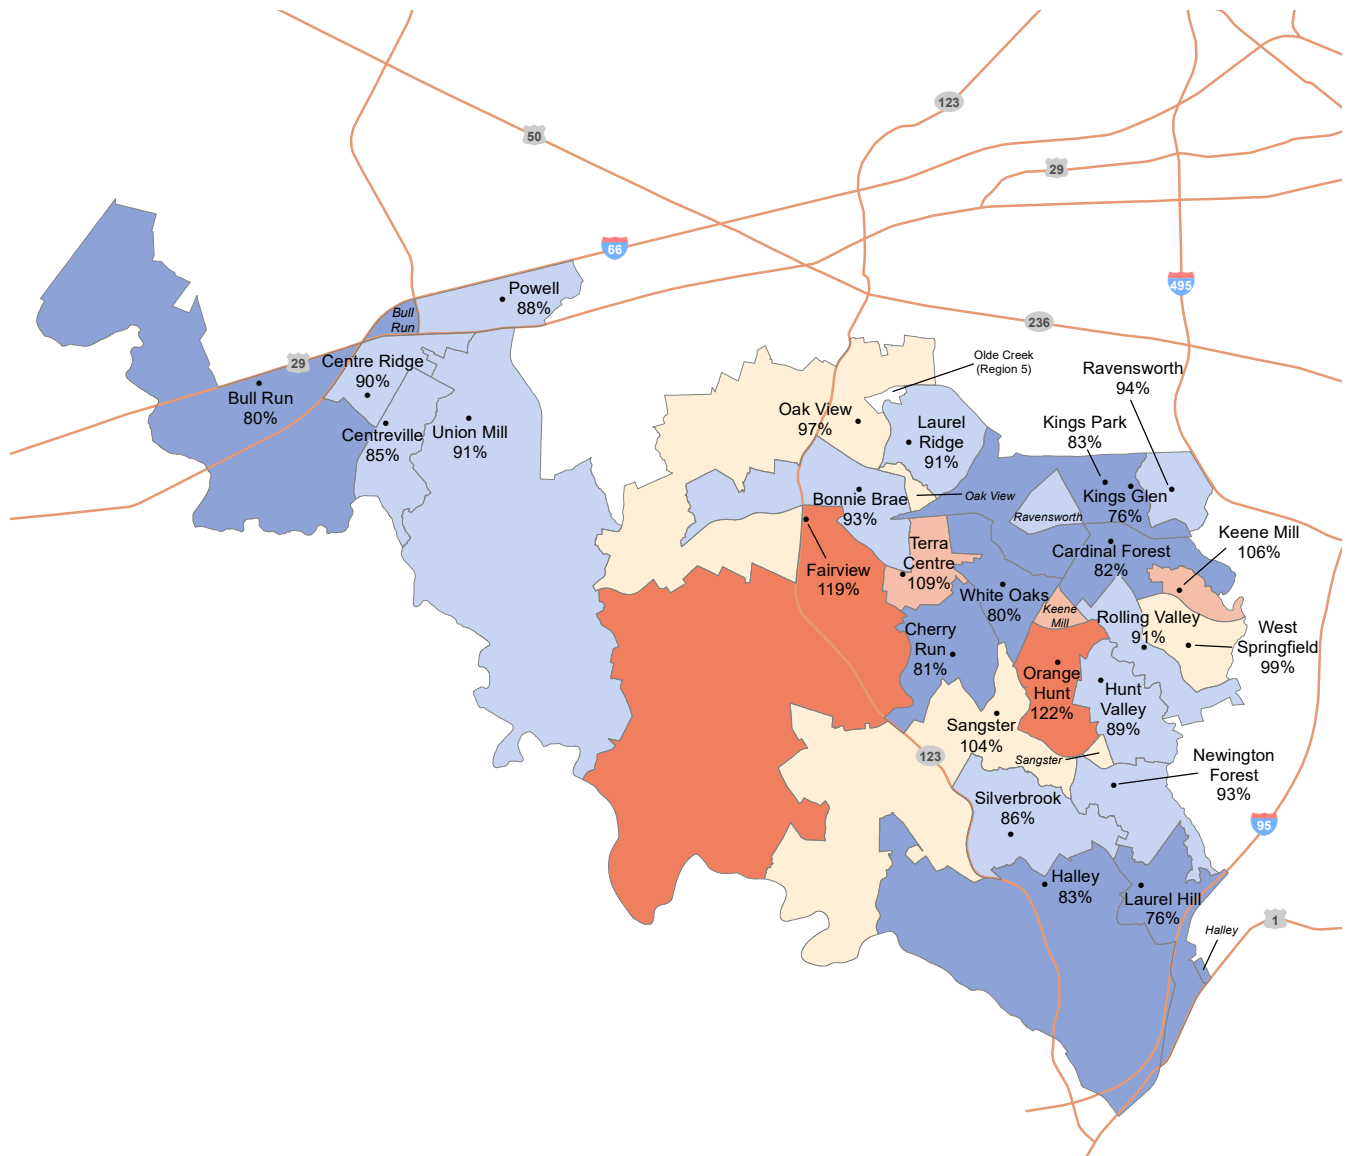 123
50
29
66
495
236
Powell
88%
Bull
Run
29
Centre Ridge
90%
Bull Run
80%
Centreville
85%
Union Mill
91%
Olde Creek
(Region 5)
Ravensworth
94%
Oak View
97%
Laurel
Ridge
91%
Kings Park
83%
Bonnie Brae
93%
Oak View
Kings Glen
76%
Ravensworth
Keene Mill
106%
Terra
Centre
109%
Cardinal Forest
82%
Fairview
119%
White Oaks
80%
Keene
Mill
Rolling Valley
91%
West
Springfield
99%
Cherry
Run
81%
Orange
Hunt
122%
Hunt
Valley
89%
Sangster
104%
Sangster
123
Newington
Forest
93%
Silverbrook
86%
95
Halley
83%
Laurel Hill
76%
Halley
1